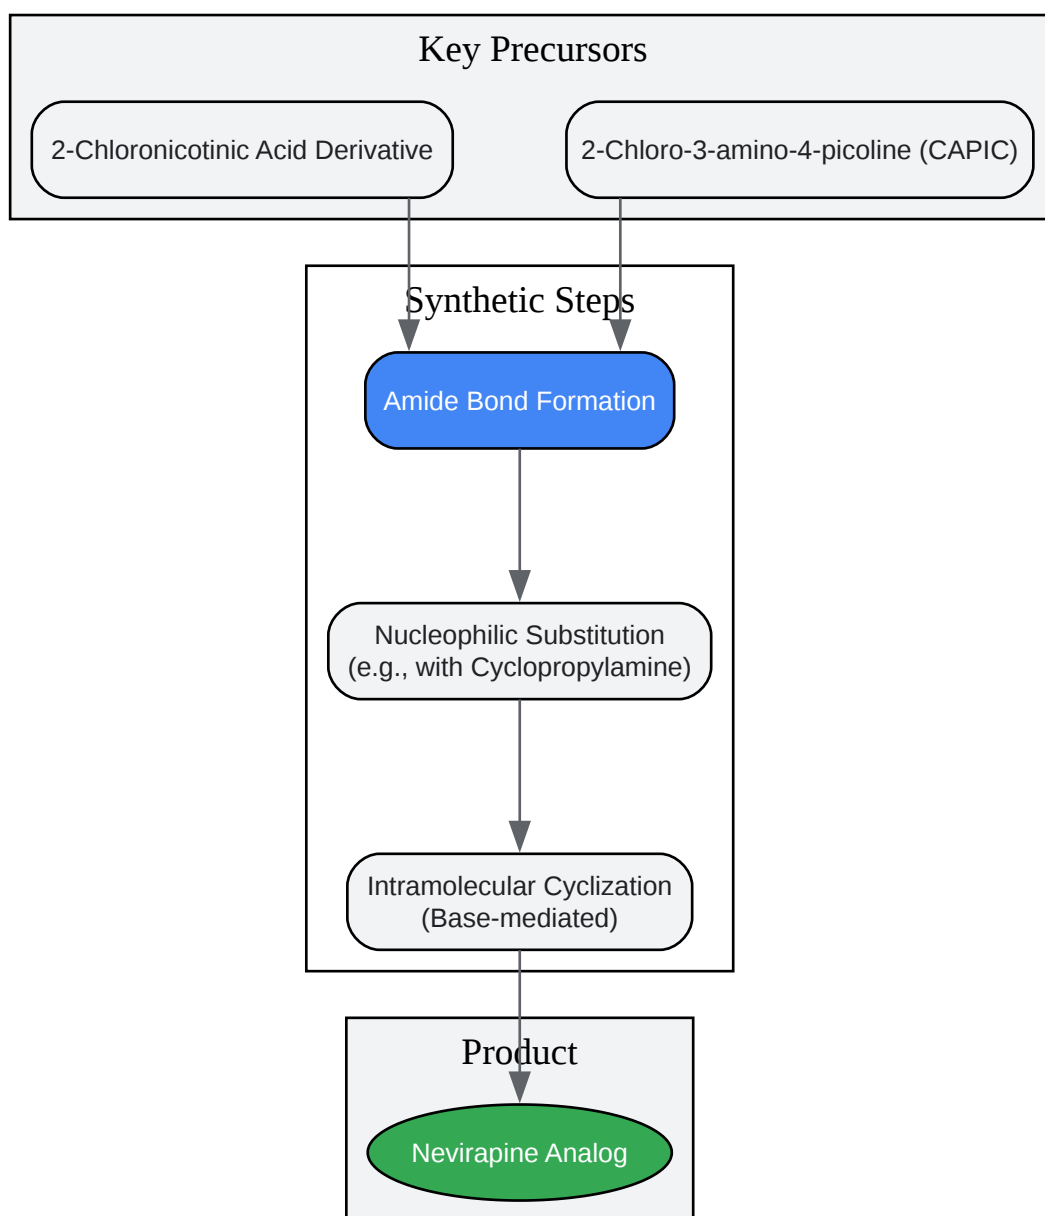 Key Precursors
2-Chloronicotinic Acid Derivative
2-Chloro-3-amino-4-picoline (CAPIC)
Synthetic Steps
Amide Bond Formation
Nucleophilic Substitution
(e.g., with Cyclopropylamine)
Intramolecular Cyclization
(Base-mediated)
Product
Nevirapine Analog